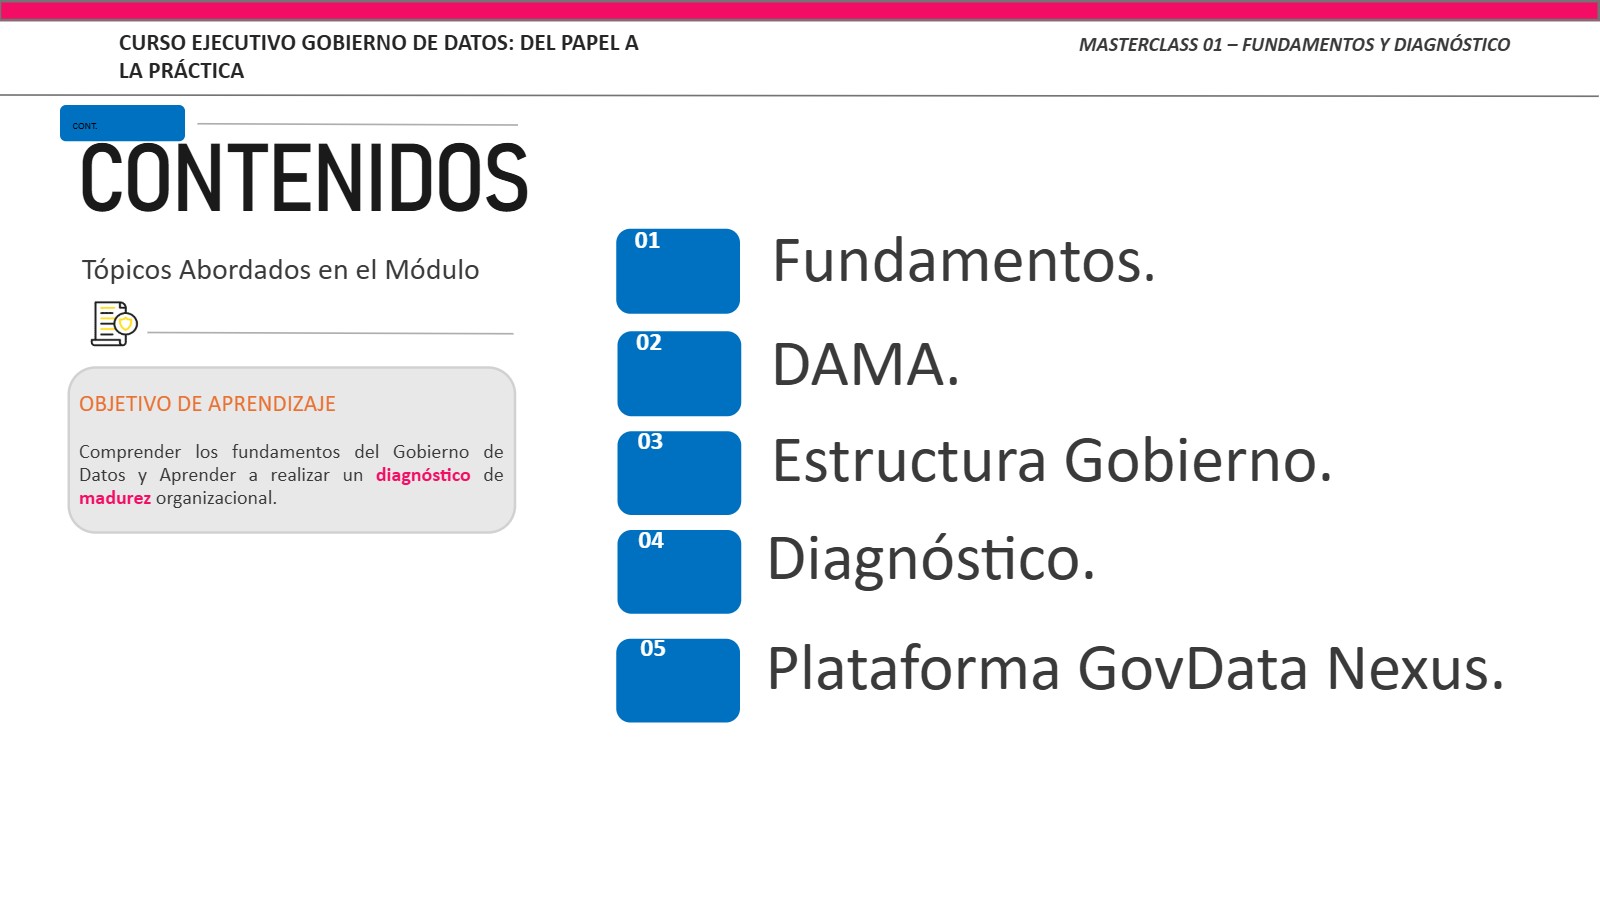 CURSO EJECUTIVO GOBIERNO DE DATOS: DEL PAPEL A
LA PRÁCTICA
MASTERCLASS 01 – FUNDAMENTOS Y DIAGNÓSTICO
CONT.
CONTENIDOS
Tópicos Abordados en el Módulo
OBJETIVO DE APRENDIZAJE
Comprender los fundamentos del Gobierno de
Datos y Aprender a realizar un diagnóstico de
madurez organizacional.
01
Fundamentos.
02
DAMA.
03
Estructura Gobierno.
04
Diagnóstico.
05
Plataforma GovData Nexus.